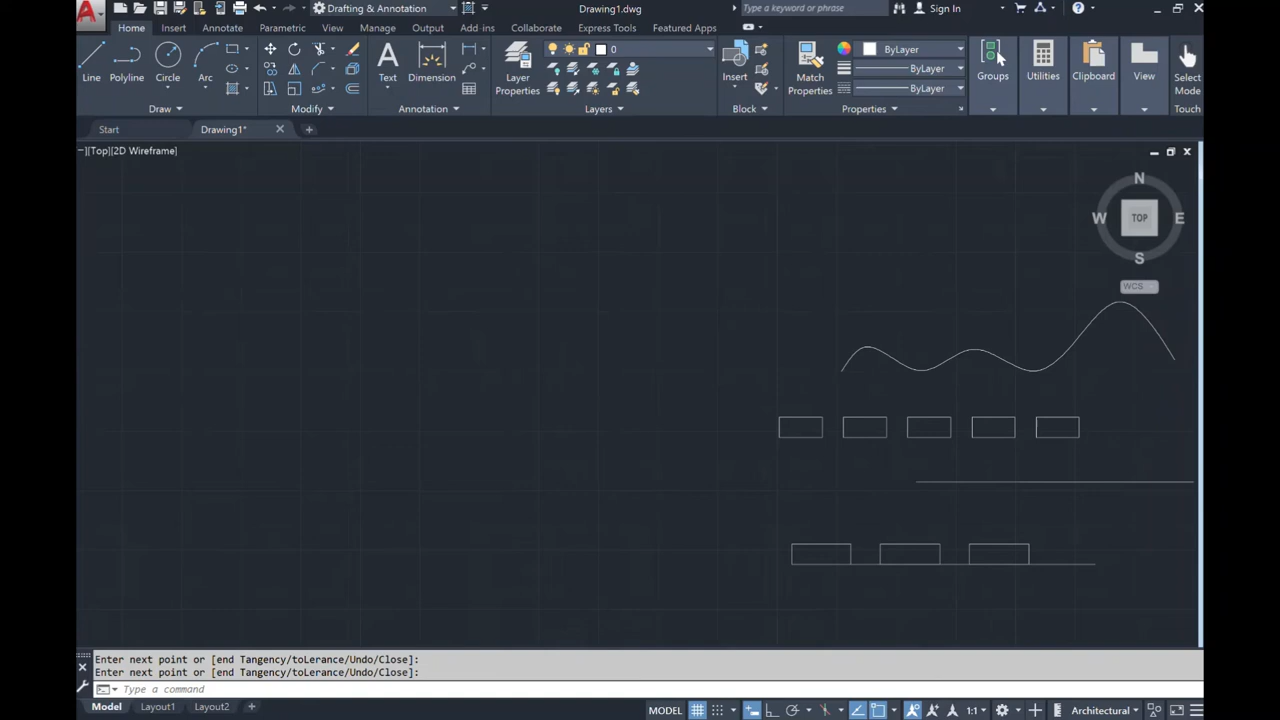 A Drafting & Annotation Drawing1.dwg Type a keyword or phrase Sign In ?
Home Insert Annotate Parametric View Manage Output Add-ins Collaborate Express Tools Featured Apps
0 ByLayer
ByLayer
ByLayer
Line Polyline Circle Arc A Text Dimension Layer Properties Insert Match Properties Groups Utilities Clipboard View Select Mode
Draw Modify Annotation Layers Block Properties Touch
Start Drawing1*
[Top][2D Wireframe]
N
W TOP E
S
WCS
Enter next point or [end Tangency/toLerance/Undo/Close]:
Enter next point or [end Tangency/toLerance/Undo/Close]:
Type a command
Model Layout1 Layout2 + MODEL 1:1 Architectural